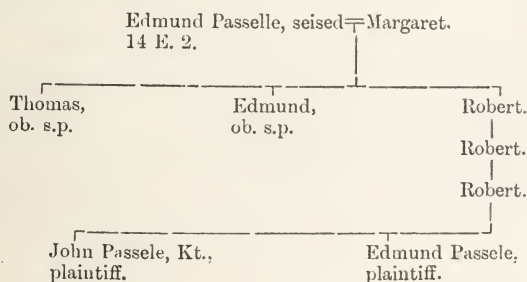 Edmund Passelle, seised=Margaret.
14 E. 2.
Thomas, Edmund, Robert.
ob. s.p. ob. s.p.
Robert.
Robert.
John Passele, Kt., Edmund Passele,
plaintiff. plaintiff.